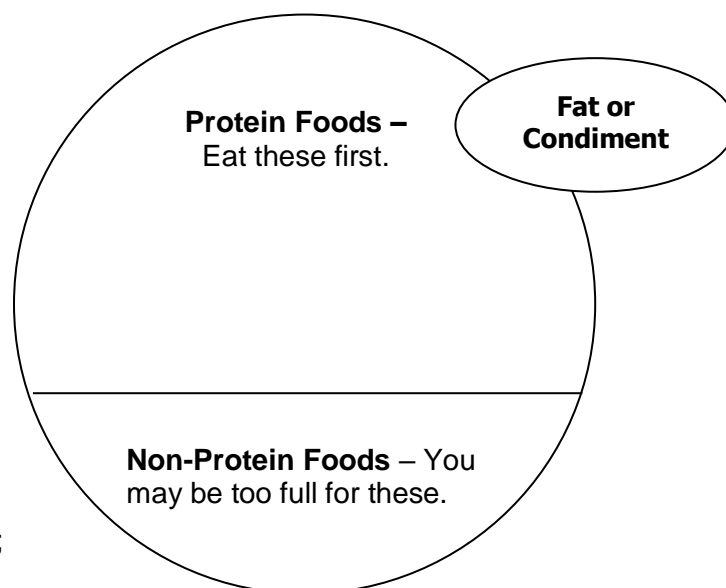 Protein Foods –
Eat these first.
Fat or
Condiment
Non-Protein Foods – You
may be too full for these.